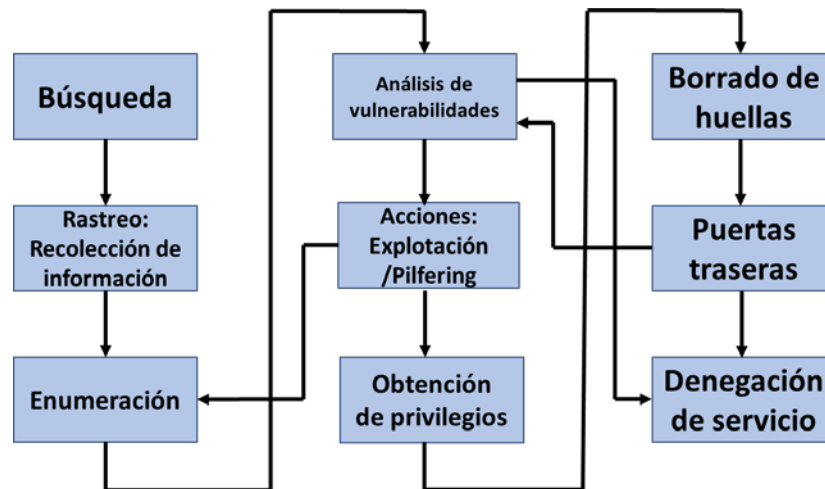 Búsqueda
Rastreo:
Recolección de
información
Enumeración
Análisis de
vulnerabilidades
Acciones:
Explotación
/Pilfering
Obtención
de privilegios
Borrado de
huellas
Puertas
traseras
Denegación
de servicio